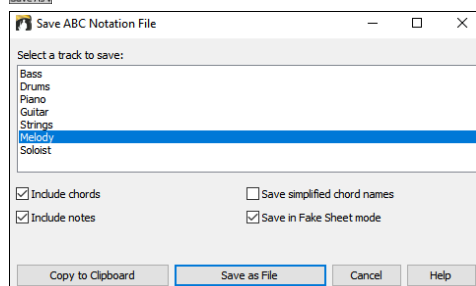 Save ABC Notation File
Select a track to save:
Bass
Drums
Piano
Guitar
Strings
Melody
Soloist
Include chords
Save simplified chord names
Include notes
Save in Fake Sheet mode
Copy to Clipboard
Save as File
Cancel
Help